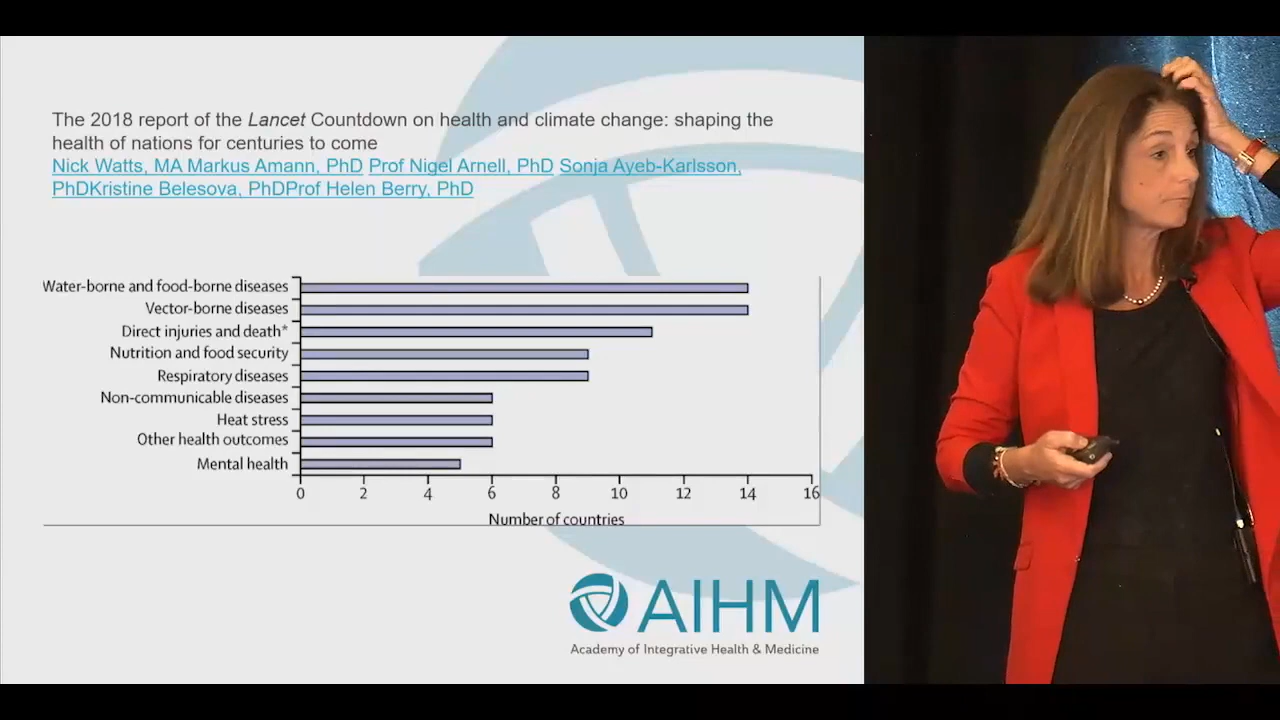 The 2018 report of the Lancet Countdown on health and climate change: shaping the
health of nations for centuries to come
Nick Watts, MA Markus Amann, PhD Prof Nigel Arnell, PhD Sonja Ayeb-Karlsson,
PhDKristine Belesova, PhDProf Helen Berry, PhD
Water-borne and food-borne diseases
Vector-borne diseases
Direct injuries and death*
Nutrition and food security
Respiratory diseases
Non-communicable diseases
Heat stress
Other health outcomes
Mental health
0 2 4 6 8 10 12 14 16
Number of countries
AIHM
Academy of Integrative Health & Medicine